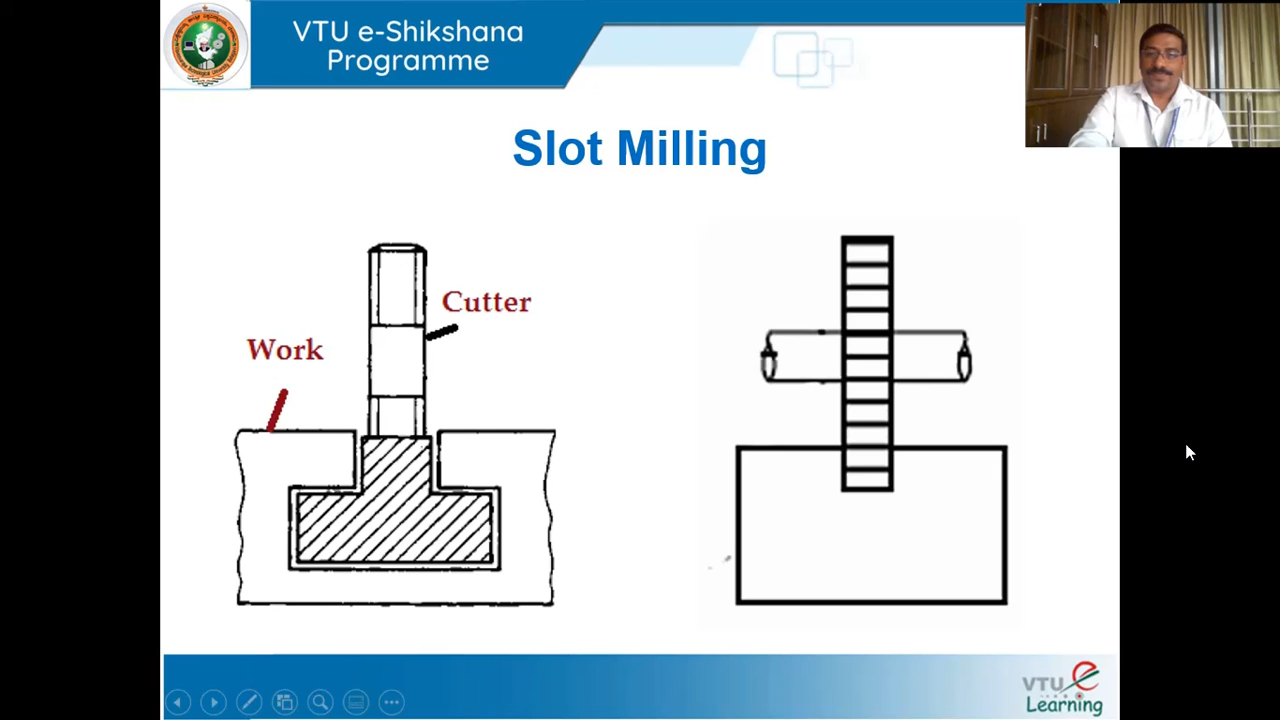 VTU e-Shikshana
Programme
Slot Milling
Cutter
Work
VTU
Learning